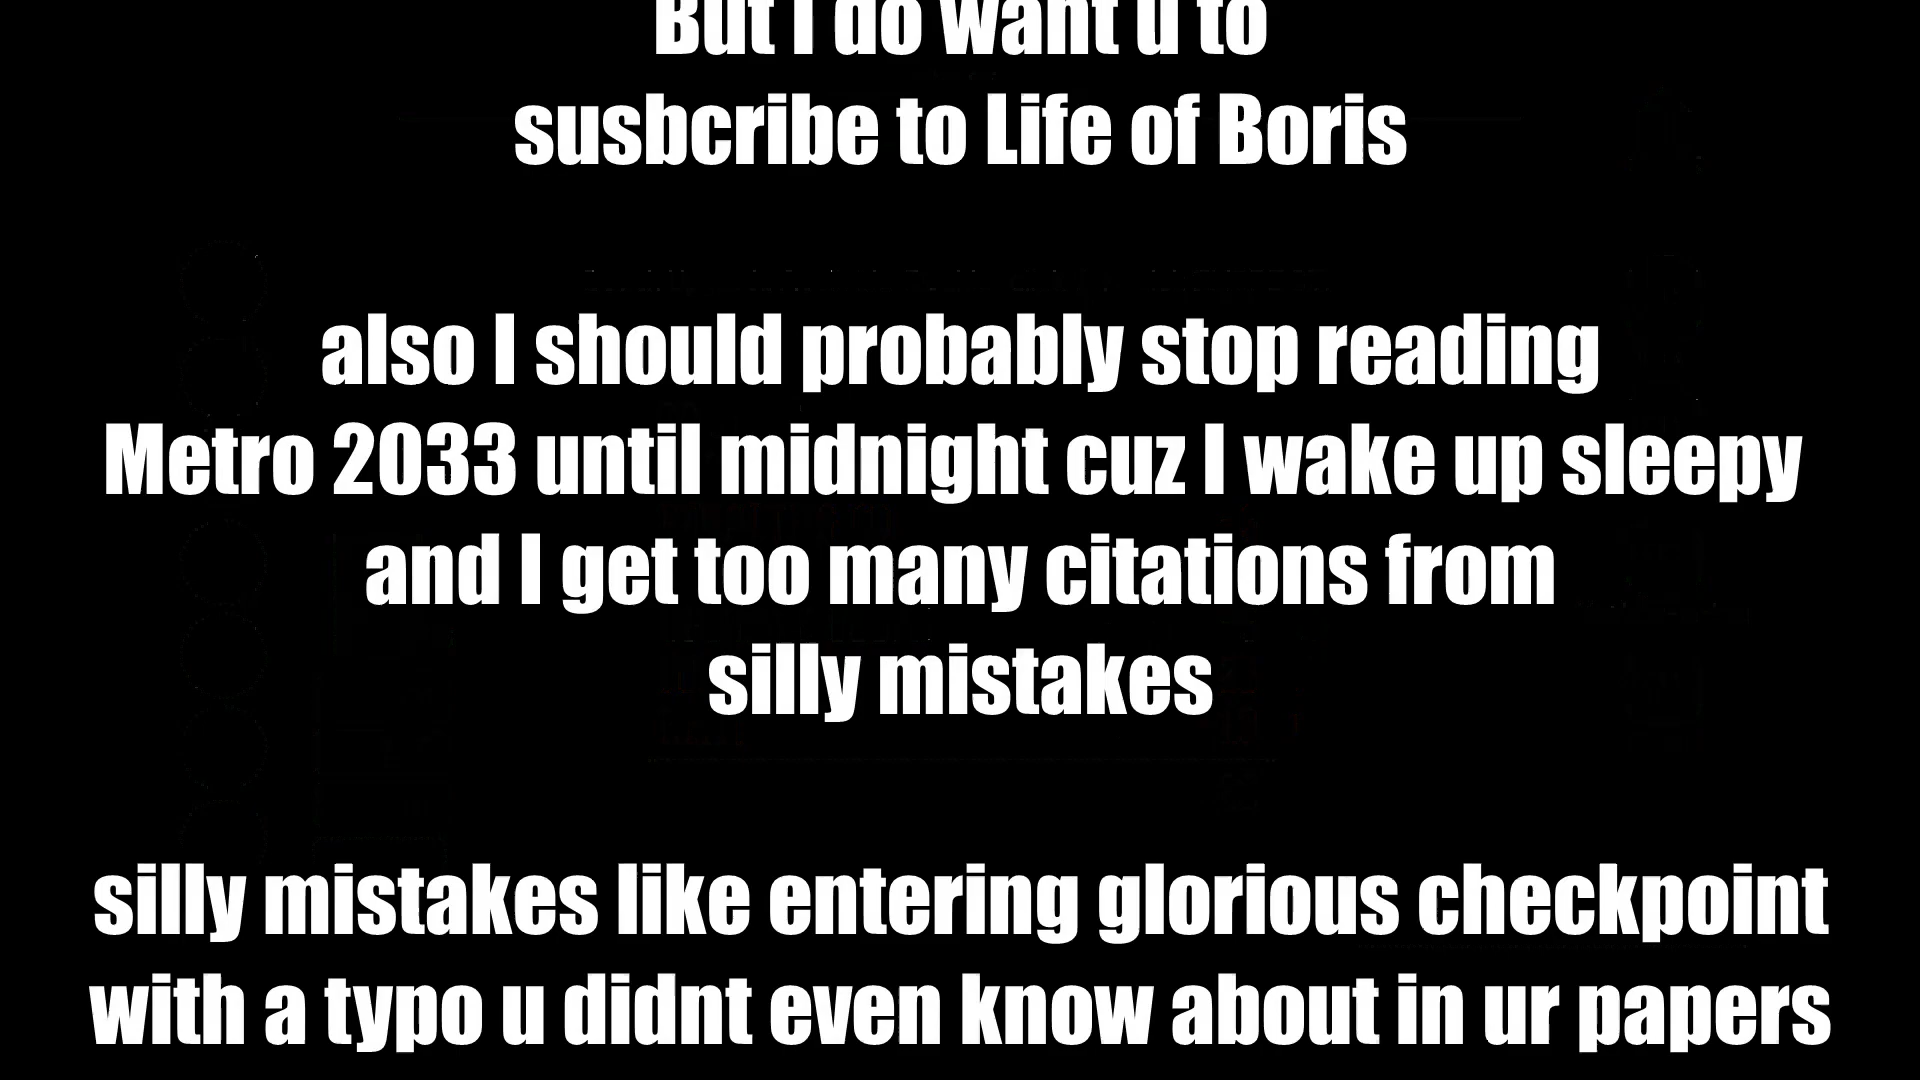 But I do want u to
susbcribe to Life of Boris
also I should probably stop reading
Metro 2033 until midnight cuz I wake up sleepy
and I get too many citations from
silly mistakes
silly mistakes like entering glorious checkpoint
with a typo u didnt even know about in ur papers